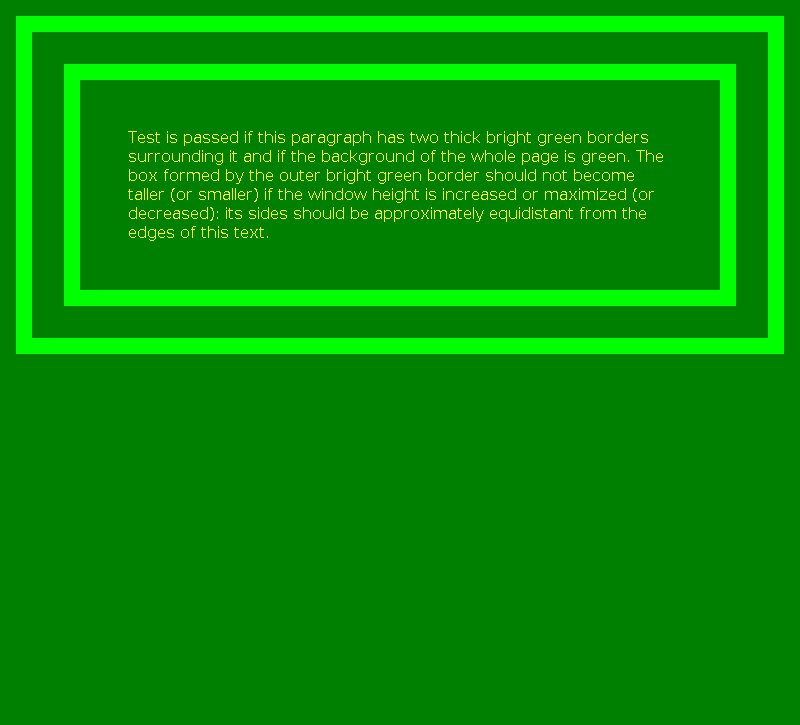 Test is passed if this paragraph has two thick bright green borders
surrounding it and if the background of the whole page is green. The
box formed by the outer bright green border should not become
taller (or smaller) if the window height is increased or maximized (or
decreased); its sides should be approximately equidistant from the
edges of this text.